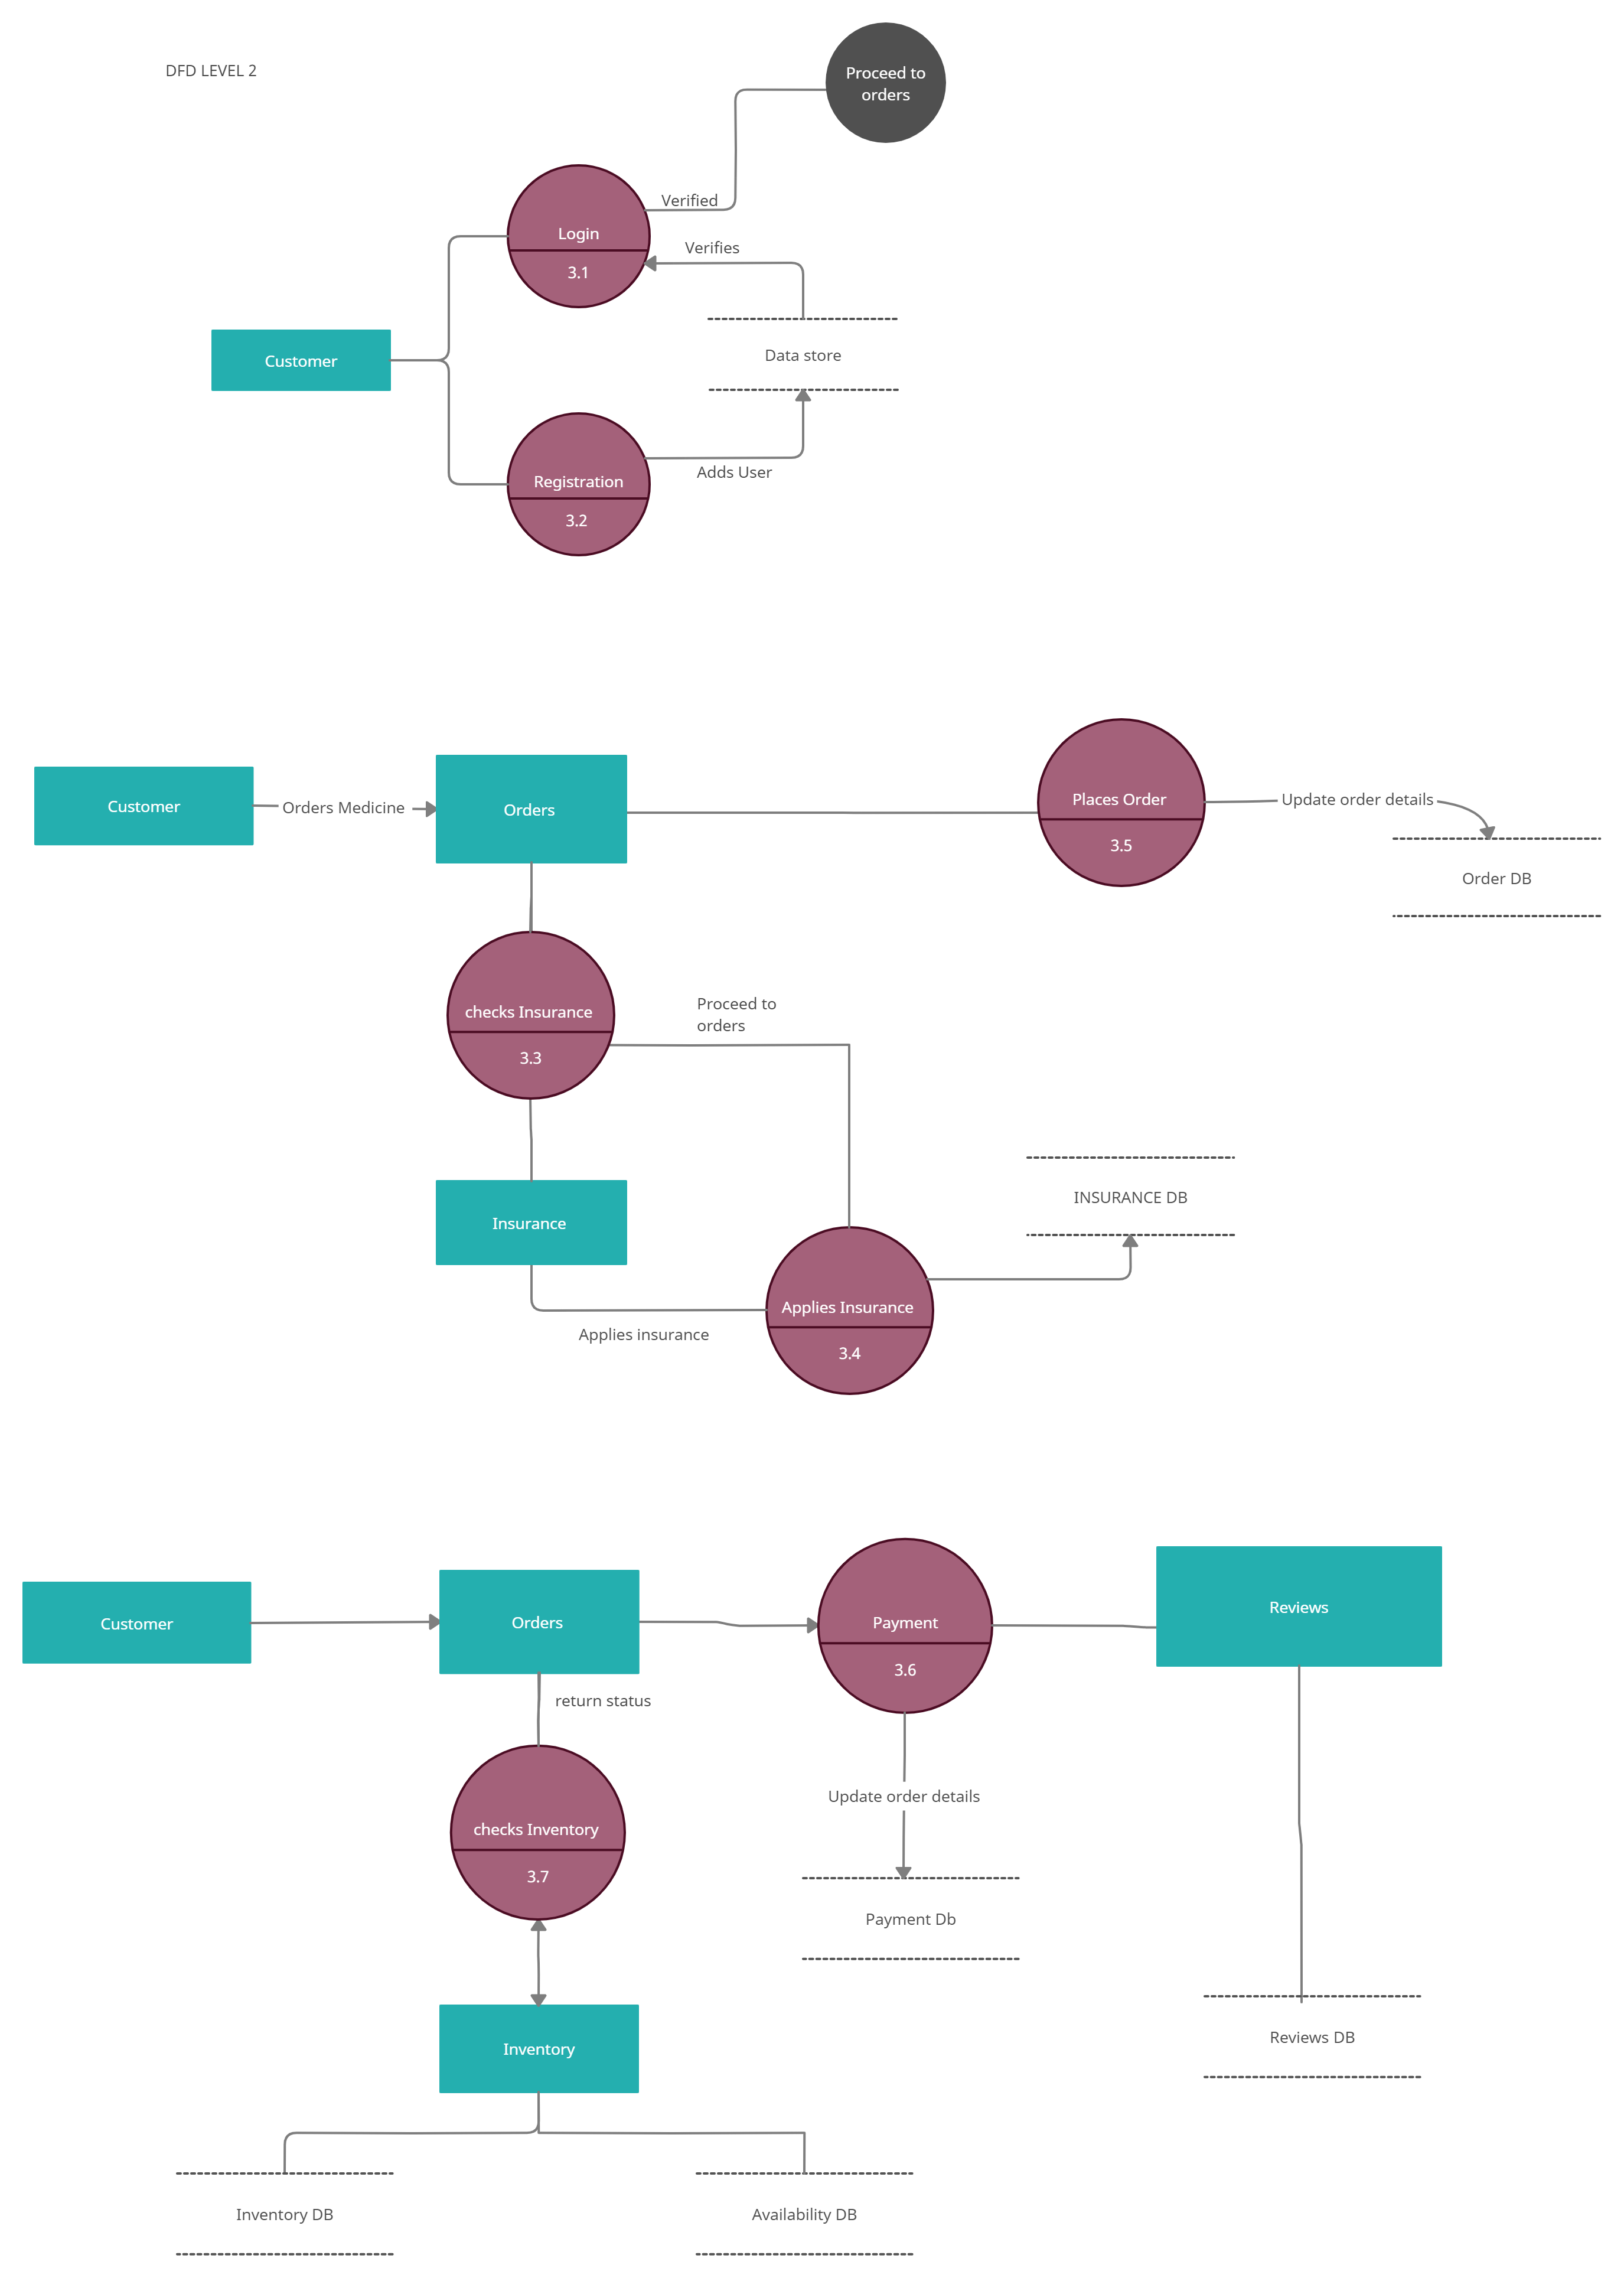 DFD LEVEL 2
Proceed to
orders
Verified
Login
3.1
Verifies
Data store
Customer
Registration
3.2
Adds User
Customer
Orders Medicine
Orders
Places Order
3.5
Update order details
Order DB
checks Insurance
3.3
Proceed to
orders
INSURANCE DB
Insurance
Applies Insurance
3.4
Applies insurance
Customer
Orders
Payment
3.6
Reviews
return status
Update order details
checks Inventory
3.7
Payment Db
Reviews DB
Inventory
Inventory DB
Availability DB